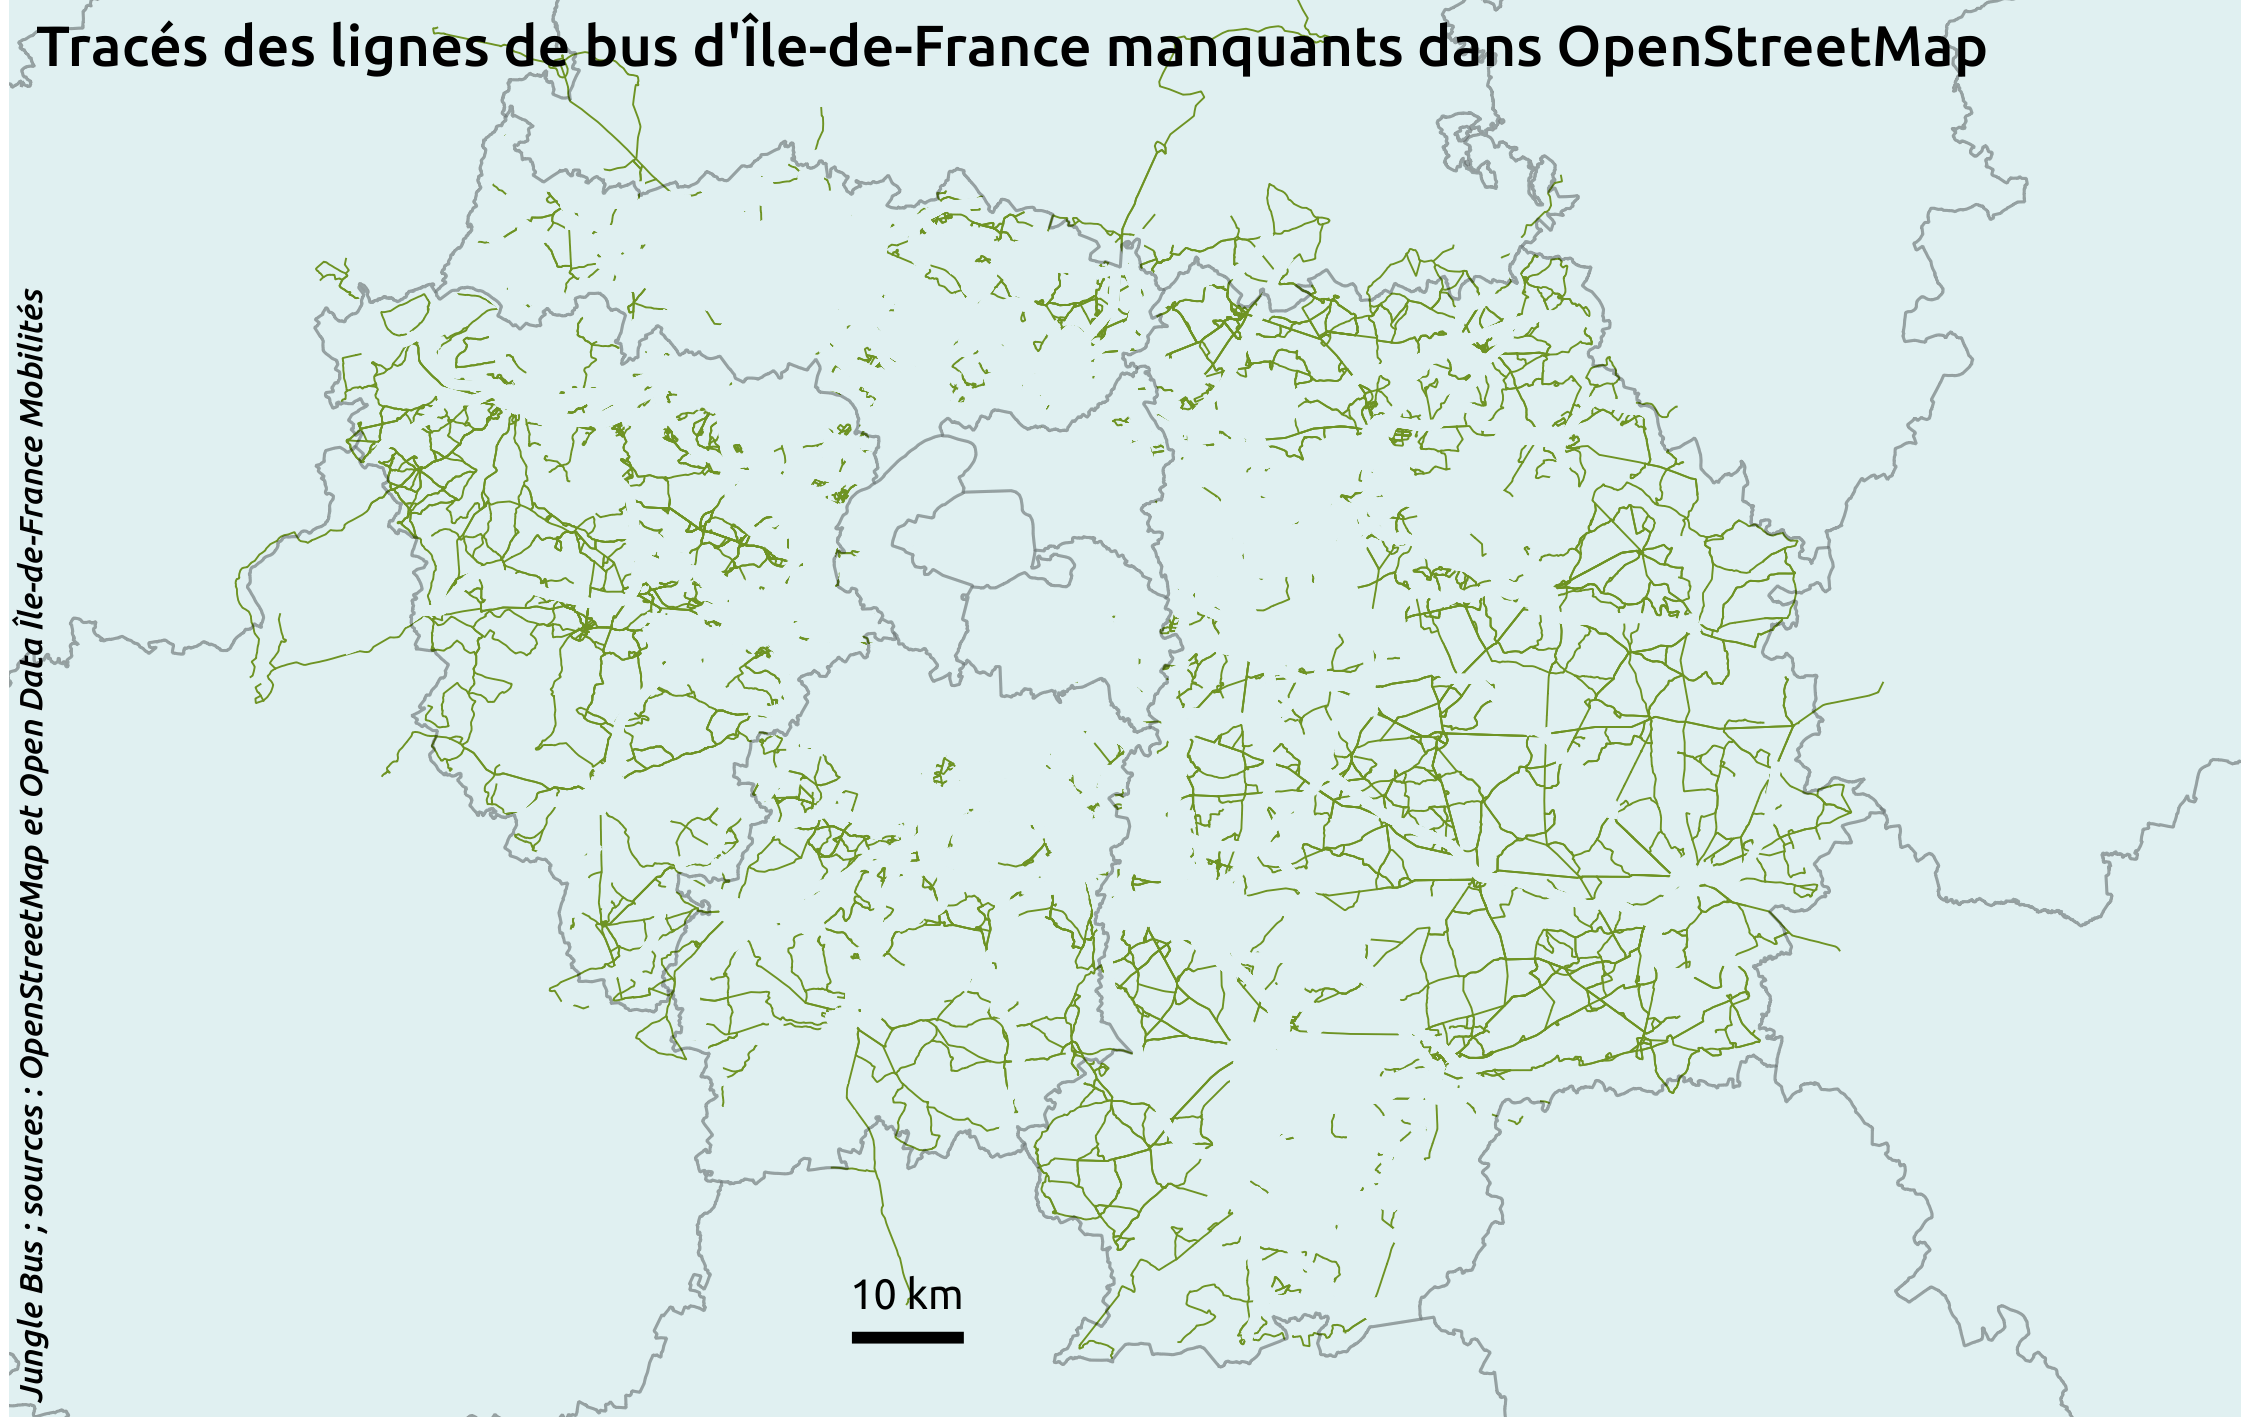 Tracés des lignes de bus d'Île-de-France manquants dans OpenStreetMap
Jungle Bus ; sources : OpenStreetMap et Open Data Île-de-France Mobilités
10 km